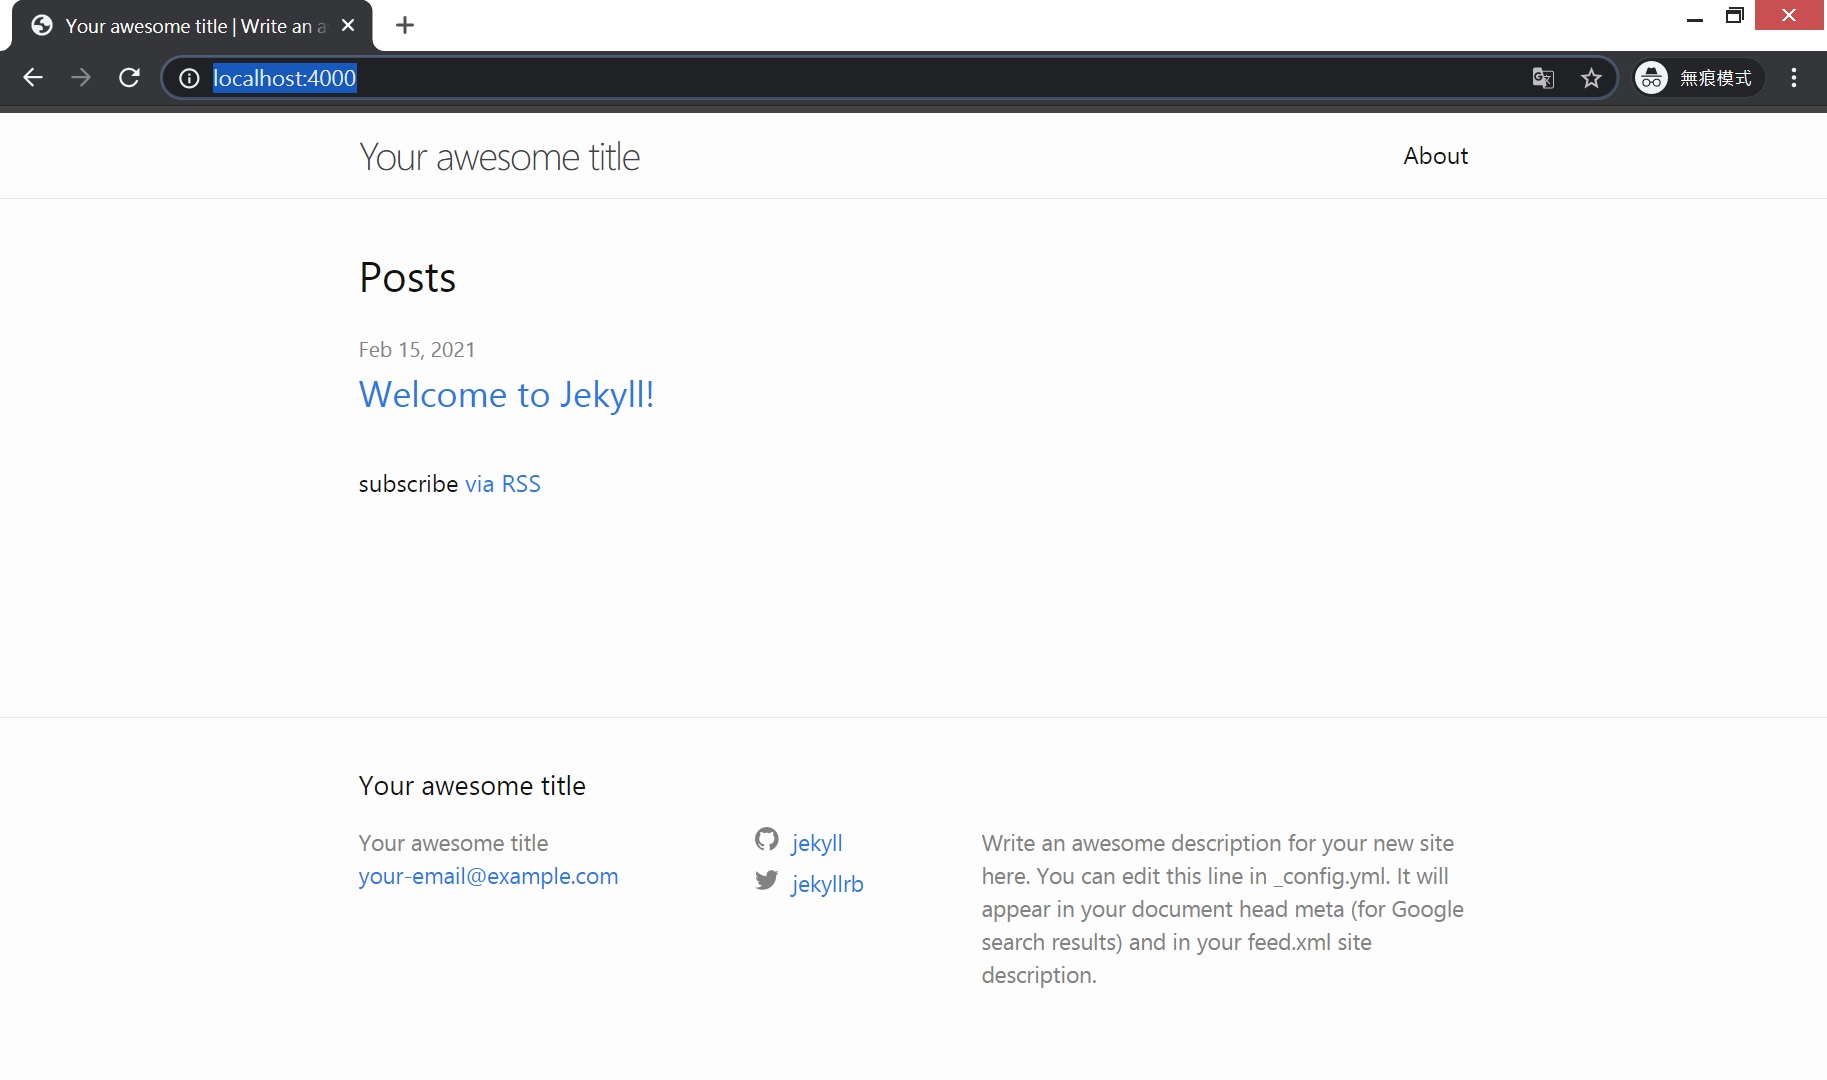 Your awesome title | Write an a
localhost:4000
無痕模式
Your awesome title
About
Posts
Feb 15, 2021
Welcome to Jekyll!
subscribe via RSS
Your awesome title
Your awesome title
your-email@example.com
jekyll
jekyllrb
Write an awesome description for your new site
here. You can edit this line in _config.yml. It will
appear in your document head meta (for Google
search results) and in your feed.xml site
description.